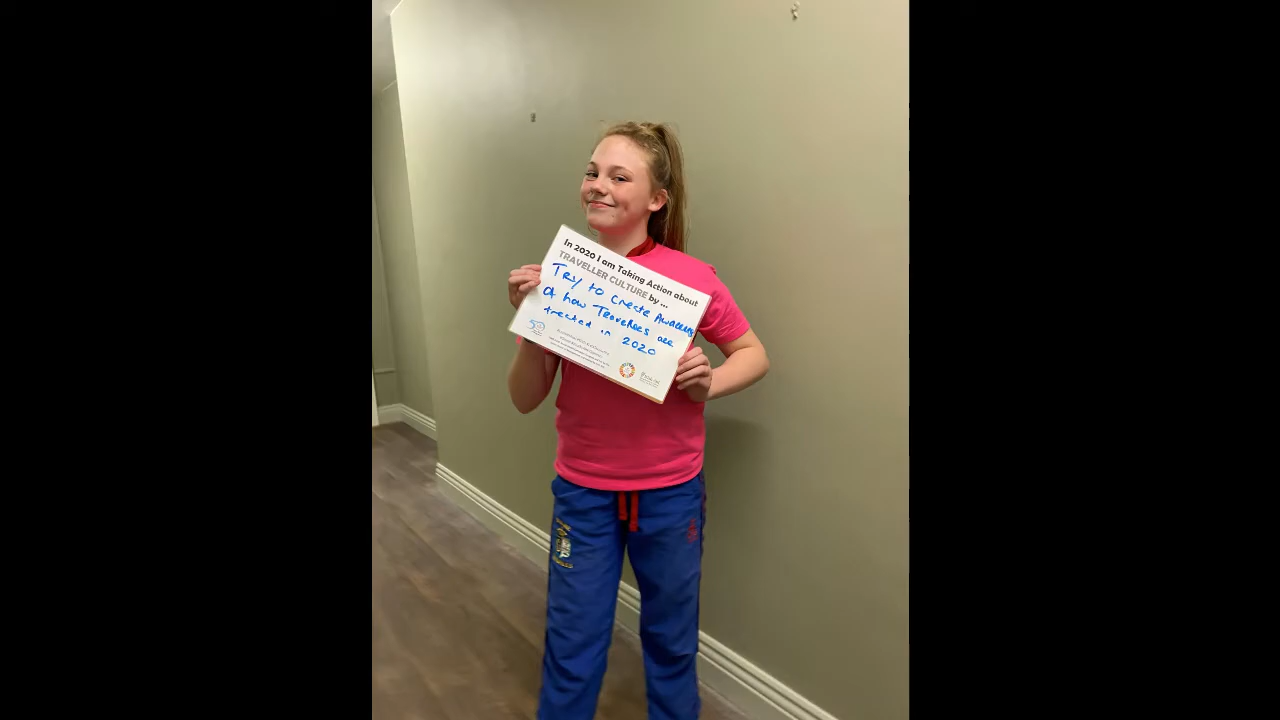 In 2020 I am Taking Action about
TRAVELLER CULTURE by ...
Try to create Awareness
of how Travellers are
treated in 2020
50